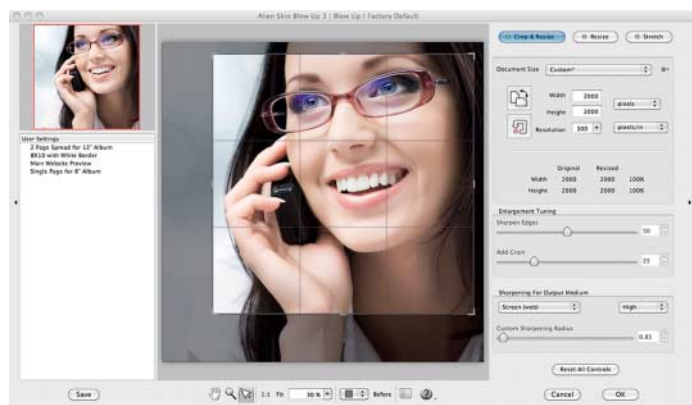 Alien Skin Blow Up 3 | Blow Up | Factory Default
User Settings
2 Page Spread for 12" Album
8X10 with White Border
Main Website Preview
Single Page for 8" Album
Save
1:1 Fit 30% Before
Crop & Resize Resize Stretch
Document Size Custom*
Width 2000 pixels
Height 2000
Resolution 300 pixels/in
Original Resized
Width 2000 2000 100%
Height 2000 2000 100%
Enlargement Tuning
Sharpen Edges
50
Add Grain
25
Sharpening For Output Medium
Screen (web) High
Custom Sharpening Radius
0.83
Reset All Controls
Cancel OK